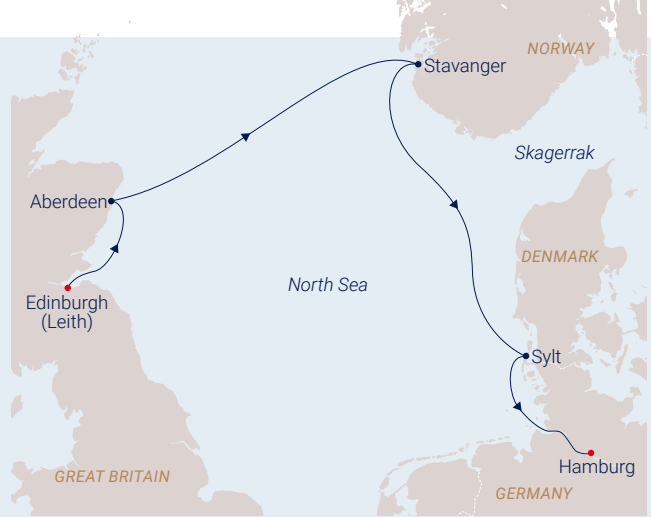 NORWAY
Stavanger
Skagerrak
Aberdeen
DENMARK
North Sea
Edinburgh
(Leith)
Sylt
Hamburg
GREAT BRITAIN
GERMANY